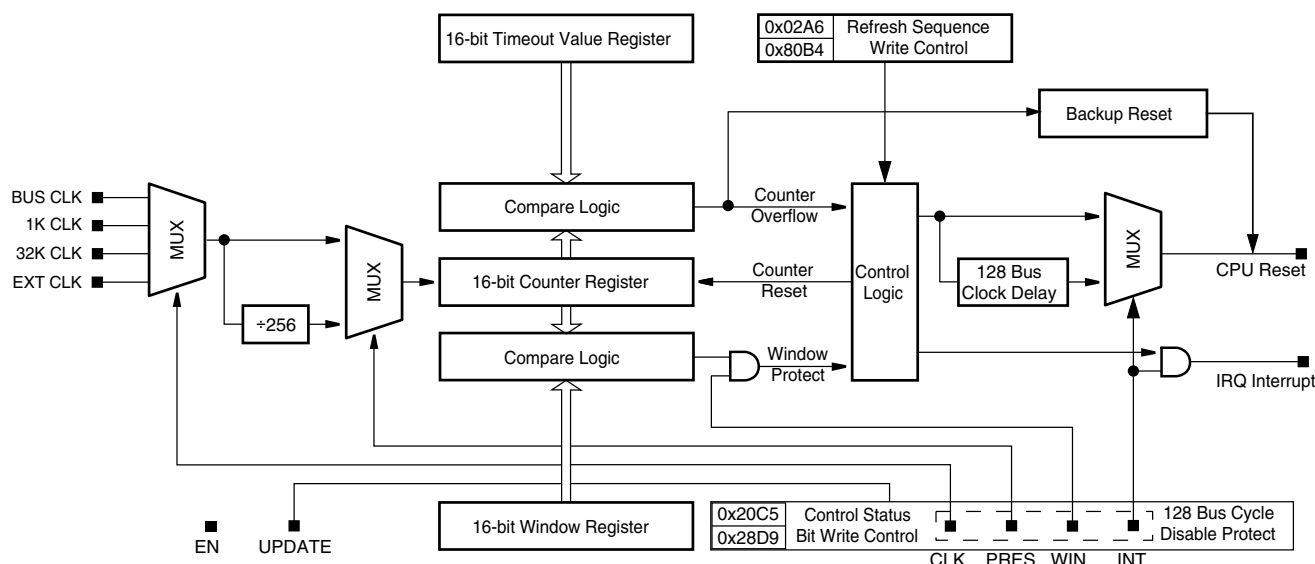 16-bit Timeout Value Register
0x02A6
0x80B4
Refresh Sequence
Write Control
Backup Reset
BUS CLK
1K CLK
32K CLK
EXT CLK
MUX
÷256
MUX
Compare Logic
16-bit Counter Register
Compare Logic
Counter
Overflow
Counter
Reset
Window
Protect
Control
Logic
128 Bus
Clock Delay
MUX
CPU Reset
IRQ Interrupt
16-bit Window Register
EN
UPDATE
0x20C5
0x28D9
Control Status
Bit Write Control
128 Bus Cycle
Disable Protect
CLK
PRES
WIN
INT